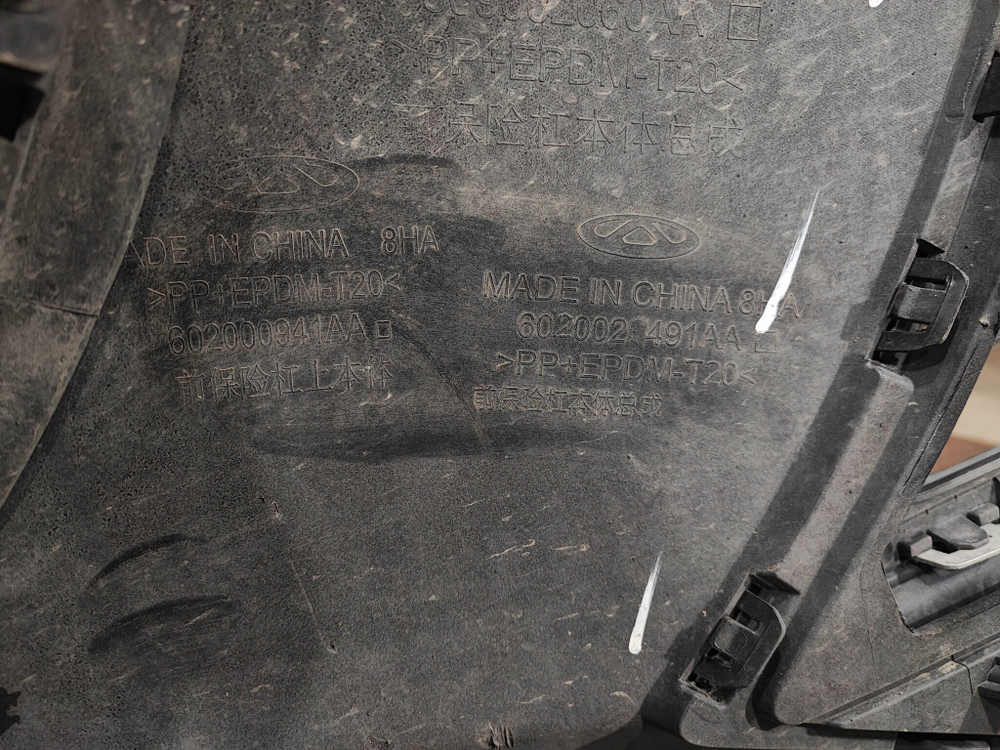 >PP+EPDM-T20<
保险杠本体总成
MADE IN CHINA 8HA
>PP+EPDM-T20<
602000941AA
前保险杠上本体
MADE IN CHINA 8HA
>PP+EPDM-T20<
前保险杠本体总成